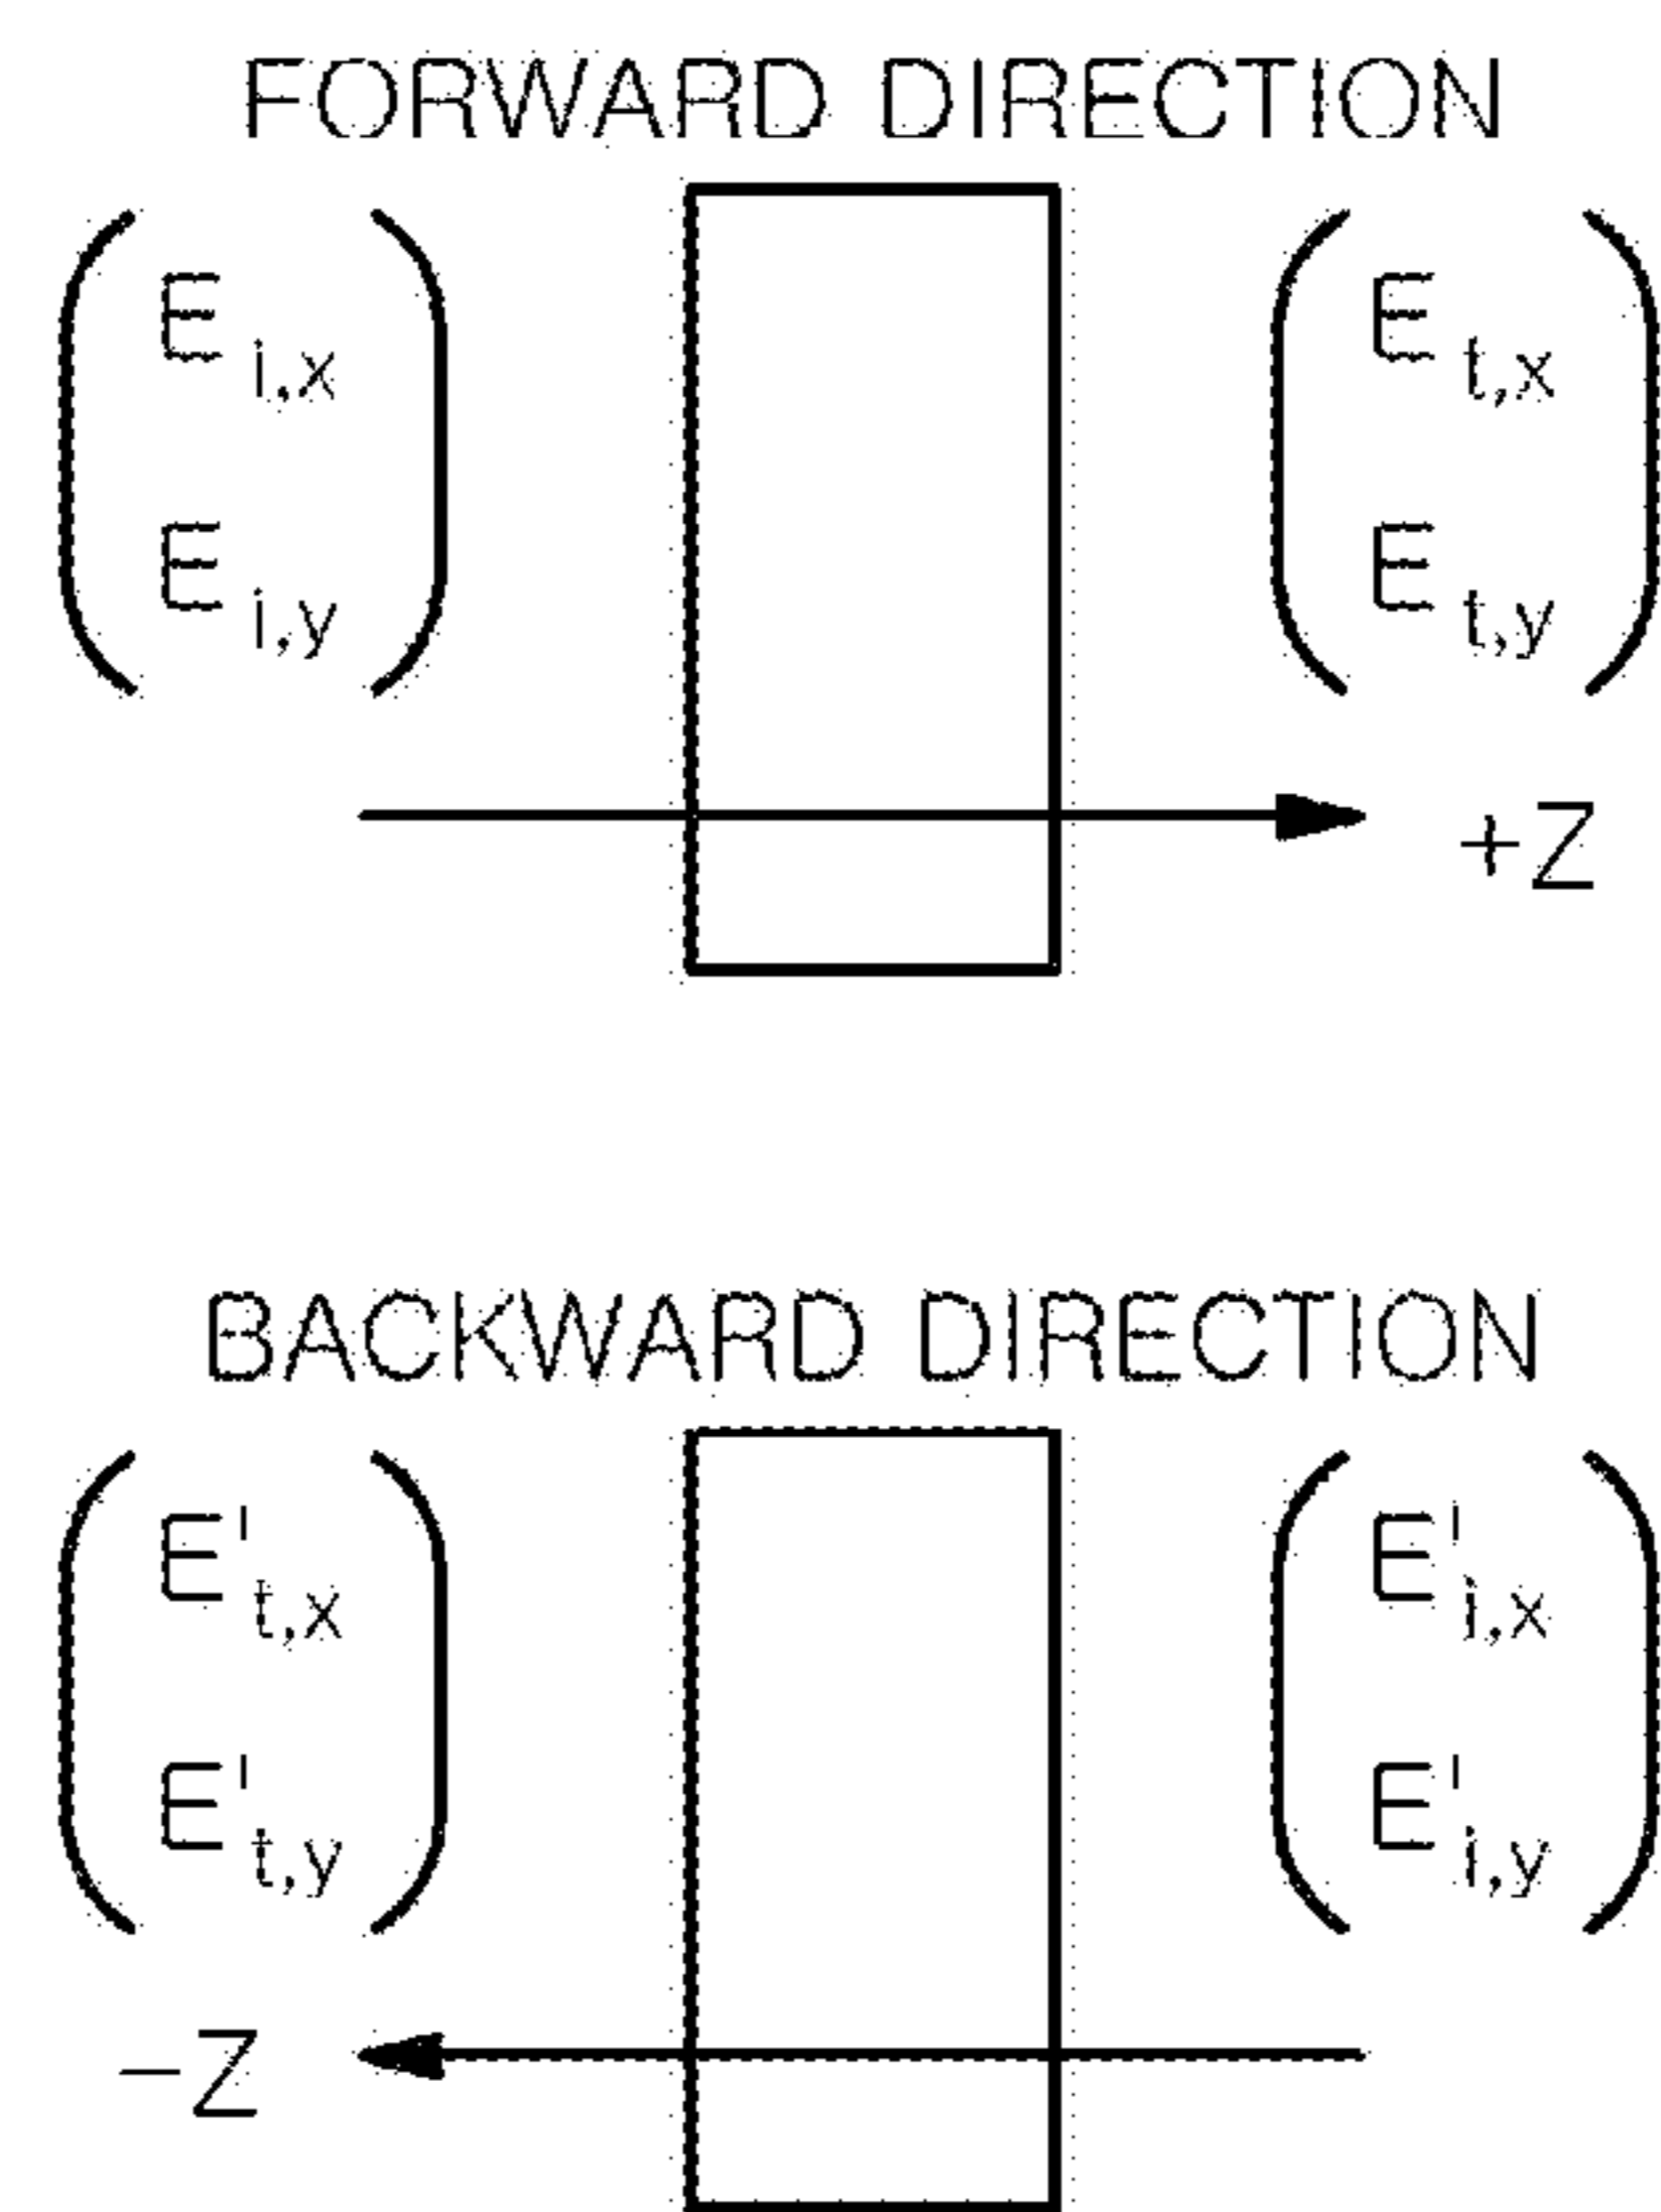 FORWARD DIRECTION
E i,x E t,x
E i,y E t,y
+Z
BACKWARD DIRECTION
E' t,x E' i,x
E' t,y E' i,y
−Z